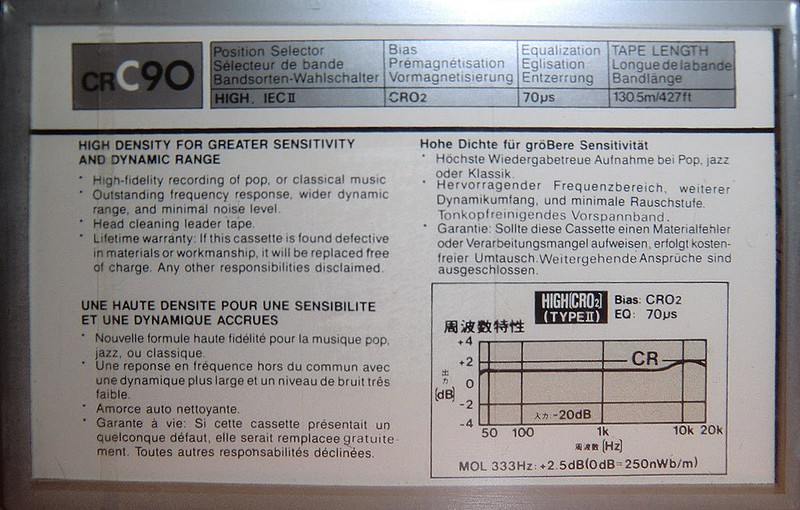 CRC90
Position Selector
Sélecteur de bande
Bandsorten-Wahlschalter
HIGH. IEC II
Bias
Prémagnétisation
Vormagnetisierung
CRO2
Equalization
Eglisation
Entzerrung
70µs
TAPE LENGTH
Longue de la bande
Bandlänge
130.5m/427ft
HIGH DENSITY FOR GREATER SENSITIVITY
AND DYNAMIC RANGE
• High-fidelity recording of pop, or classical music
• Outstanding frequency response, wider dynamic
range, and minimal noise level.
• Head cleaning leader tape.
• Lifetime warranty: If this cassette is found defective
in materials or workmanship, it will be replaced free
of charge. Any other responsibilities disclaimed.
UNE HAUTE DENSITE POUR UNE SENSIBILITE
ET UNE DYNAMIQUE ACCRUES
• Nouvelle formule haute fidélité pour la musique pop,
jazz, ou classique.
• Une reponse en fréquence hors du commun avec
une dynamique plus large et un niveau de bruit três
faible.
• Amorce auto nettoyante.
• Garante à vie: Si cette cassette présentait un
quelconque défaut, elle serait remplacee gratuite-
ment. Toutes autres responsabilités déclinées.
Hohe Dichte für gröBere Sensitivität
• Höchste Wiedergabetreue Aufnahme bei Pop, jazz
oder Klassik.
• Hervorragender Frequenzbereich, weiterer
Dynamikumfang, und minimale Rauschstufe.
Tonkopfreinigendes Vorspannband.
• Garantie: Sollte diese Cassette einen Materialfehler
oder Verarbeitungsmangel aufweisen, erfolgt kosten-
freier Umtausch. Weitergehende Ansprüche sind
ausgeschlossen.
HIGH(CRO2)
(TYPE II)
Bias: CRO2
EQ: 70µs
周波数特性
+4
+2
0
-2
-4
出力
(dB)
CR
入力 -20dB
50 100 1k 10k 20k
周波数 (Hz)
MOL 333Hz: +2.5dB(0dB=250nWb/m)